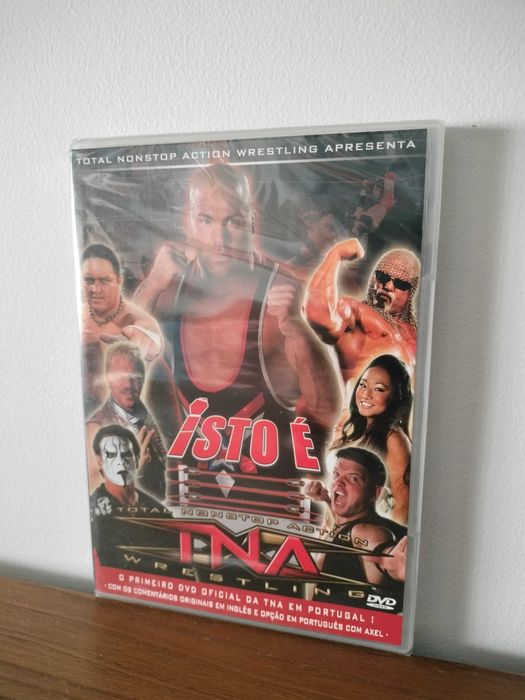 TOTAL NONSTOP ACTION WRESTLING APRESENTA
iSTO É
TOTAL NONSTOP ACTION
TNA
WRESTLING
DVD
O PRIMEIRO DVD OFICIAL DA TNA EM PORTUGAL !
- COM OS COMENTÁRIOS ORIGINAIS EM INGLÊS E OPÇÃO EM PORTUGUÊS COM AXEL -